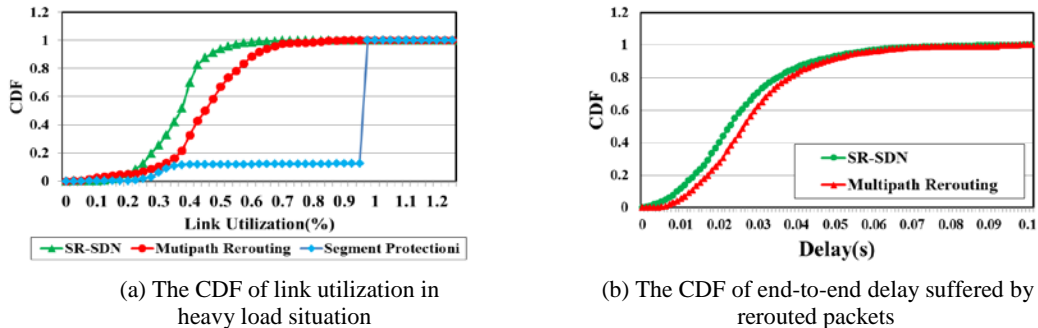 1.2
1
0.8
0.6
0.4
0.2
0
CDF
0 0.1 0.2 0.3 0.4 0.5 0.6 0.7 0.8 0.9 1 1.1 1.2
Link Utilization(%)
SR-SDN Mutipath Rerouting Segment Protectioni
(a) The CDF of link utilization in
heavy load situation
1.2
1
0.8
0.6
0.4
0.2
0
CDF
SR-SDN
Multipath Rerouting
0 0.01 0.02 0.03 0.04 0.05 0.06 0.07 0.08 0.09 0.1
Delay(s)
(b) The CDF of end-to-end delay suffered by
rerouted packets